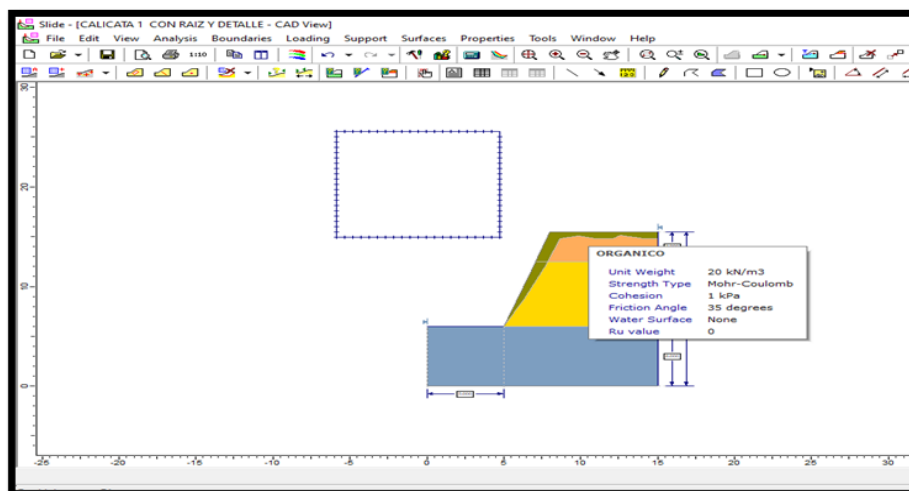 Slide - [CALICATA 1 CON RAIZ Y DETALLE - CAD View]
File Edit View Analysis Boundaries Loading Support Surfaces Properties Tools Window Help
1:10
30
20
10
0
ORGANICO
Unit Weight 20 kN/m3
Strength Type Mohr-Coulomb
Cohesion 1 kPa
Friction Angle 35 degrees
Water Surface None
Ru value 0
-25 -20 -15 -10 -5 0 5 10 15 20 25 30